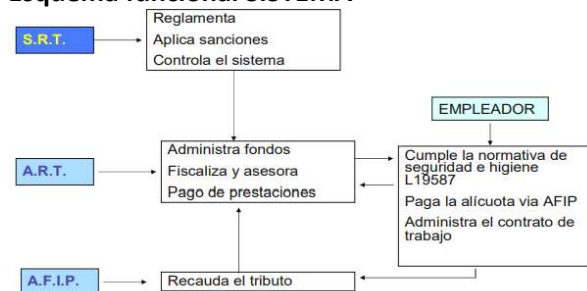 Esquema funcional SISTEMA
S.R.T.
Reglamenta
Aplica sanciones
Controla el sistema
EMPLEADOR
A.R.T.
Administra fondos
Fiscaliza y asesora
Pago de prestaciones
Cumple la normativa de
seguridad e higiene
L19587
Paga la alícuota via AFIP
Administra el contrato de
trabajo
A.F.I.P.
Recauda el tributo